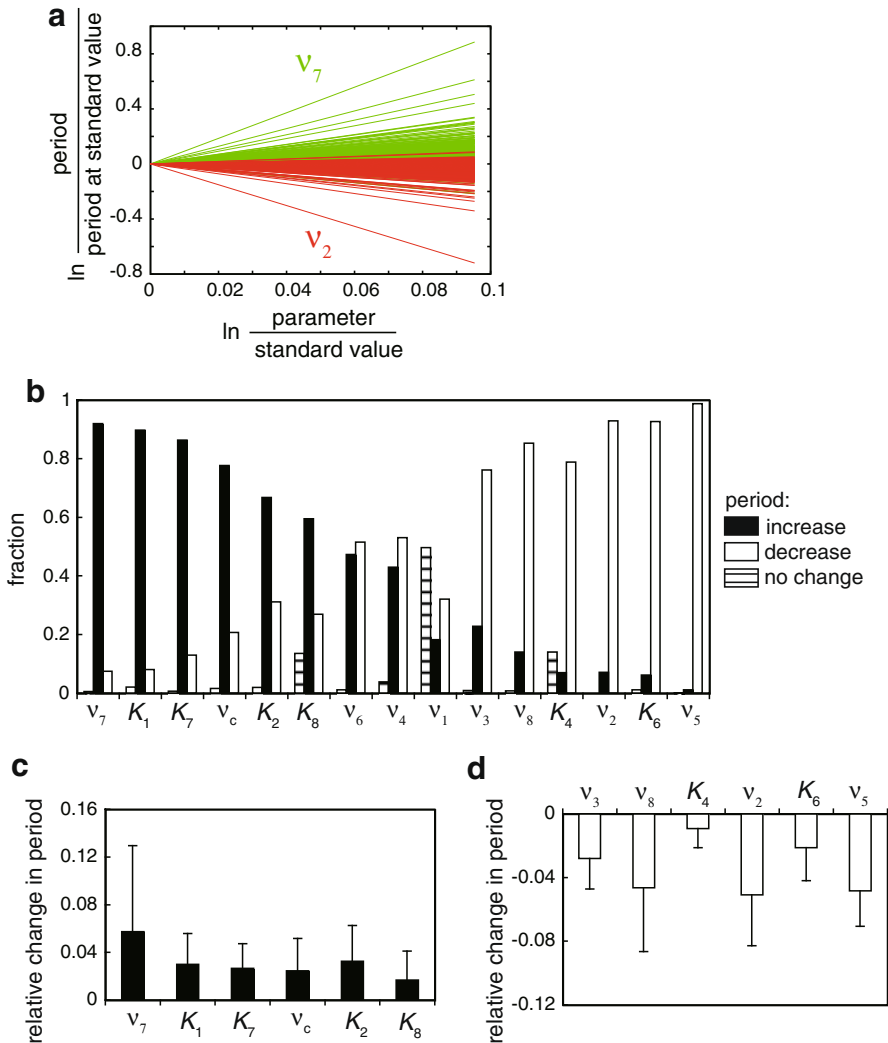 a
ln
period
period at standard value
0.8
0.4
0
-0.4
-0.8
ν7
ν2
0 0.02 0.04 0.06 0.08 0.1
ln parameter
standard value
b
fraction
1
0.8
0.6
0.4
0.2
0
ν7 K1 K7 νc K2 K8 ν6 ν4 ν1 ν3 ν8 K4 ν2 K6 ν5
period:
increase
decrease
no change
c
relative change in period
0.16
0.12
0.08
0.04
0
ν7 K1 K7 νc K2 K8
d
relative change in period
ν3 ν8 K4 ν2 K6 ν5
0
-0.04
-0.08
-0.12